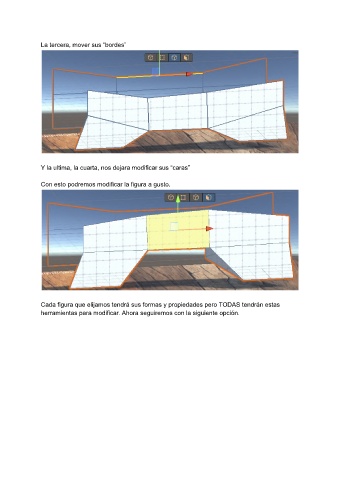 La tercera, mover sus “bordes”
Y la ultima, la cuarta, nos dejara modificar sus “caras”
Con esto podremos modificar la figura a gusto.
Cada figura que elijamos tendrá sus formas y propiedades pero TODAS tendrán estas
herramientas para modificar. Ahora seguiremos con la siguiente opción.